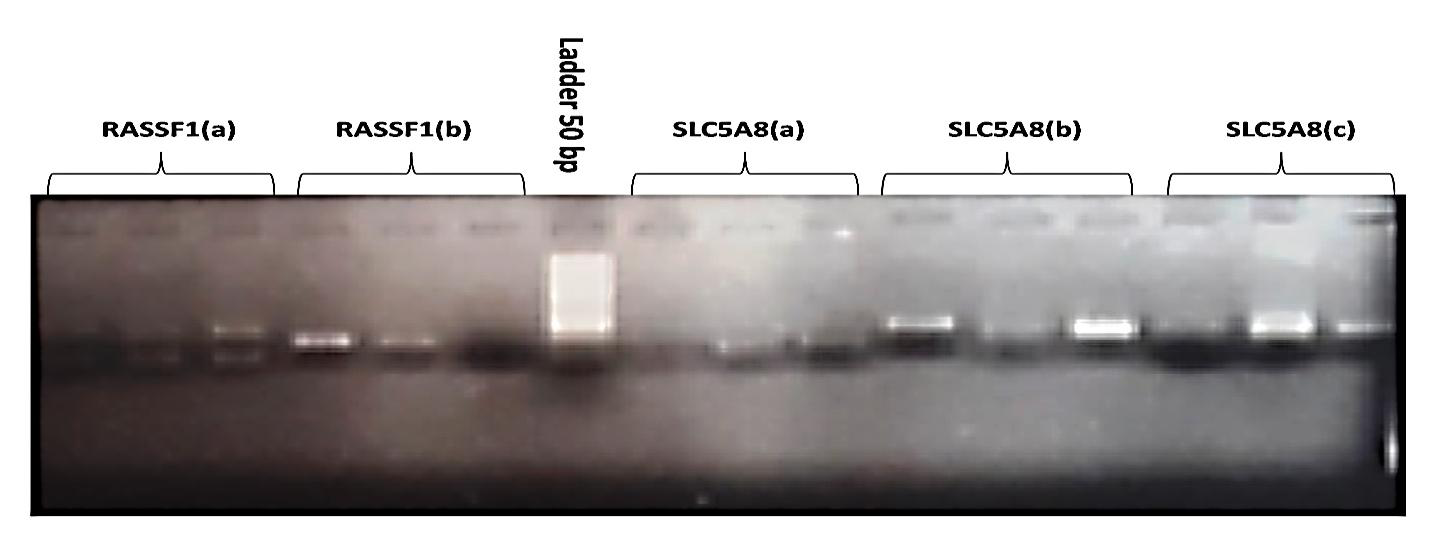 Ladder 50 bp
RASSF1(a)
RASSF1(b)
SLC5A8(a)
SLC5A8(b)
SLC5A8(c)